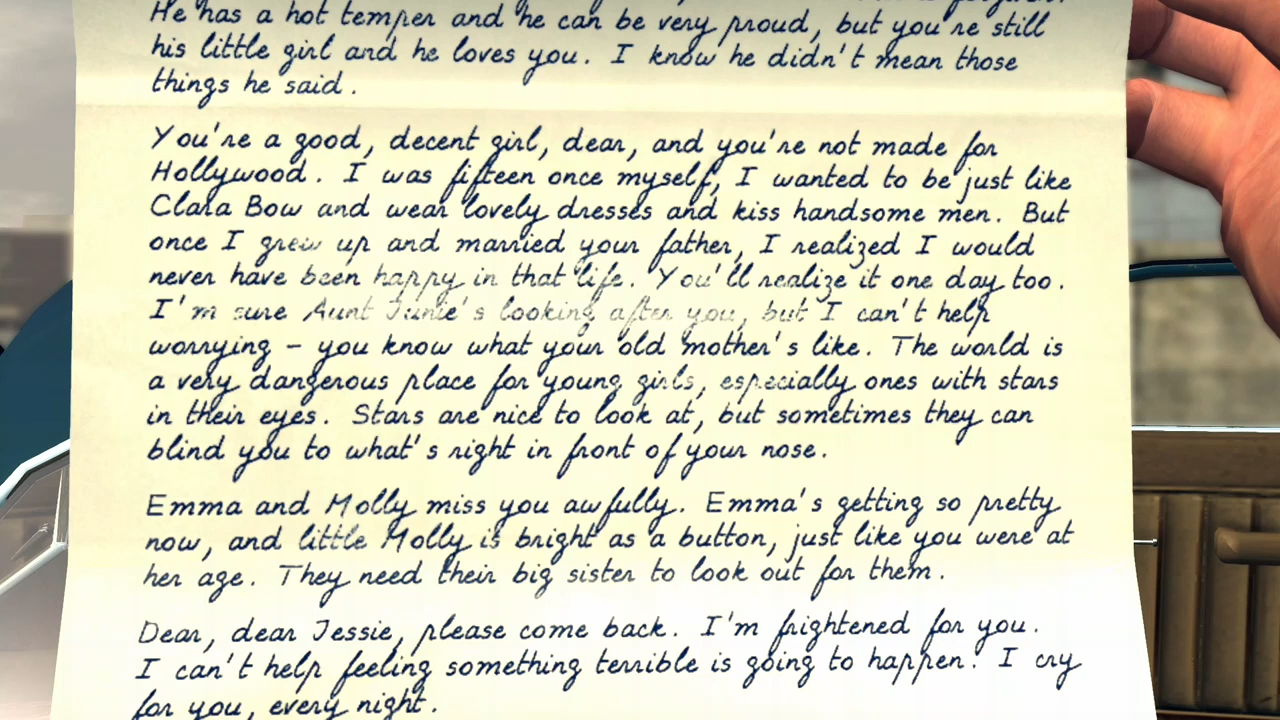 He has a hot temper and he can be very proud, but you're still
his little girl and he loves you. I know he didn't mean those
things he said.
You're a good, decent girl, dear, and you're not made for
Hollywood. I was fifteen once myself, I wanted to be just like
Clara Bow and wear lovely dresses and kiss handsome men. But
once I grew up and married your father, I realized I would
never have been happy in that life. You'll realize it one day too.
I'm sure Aunt Junie's looking after you, but I can't help
worrying – you know what your old mother's like. The world is
a very dangerous place for young girls, especially ones with stars
in their eyes. Stars are nice to look at, but sometimes they can
blind you to what's right in front of your nose.
Emma and Molly miss you awfully. Emma's getting so pretty
now, and little Molly is bright as a button, just like you were at
her age. They need their big sister to look out for them.
Dear, dear Jessie, please come back. I'm frightened for you.
I can't help feeling something terrible is going to happen. I cry
for you, every night.